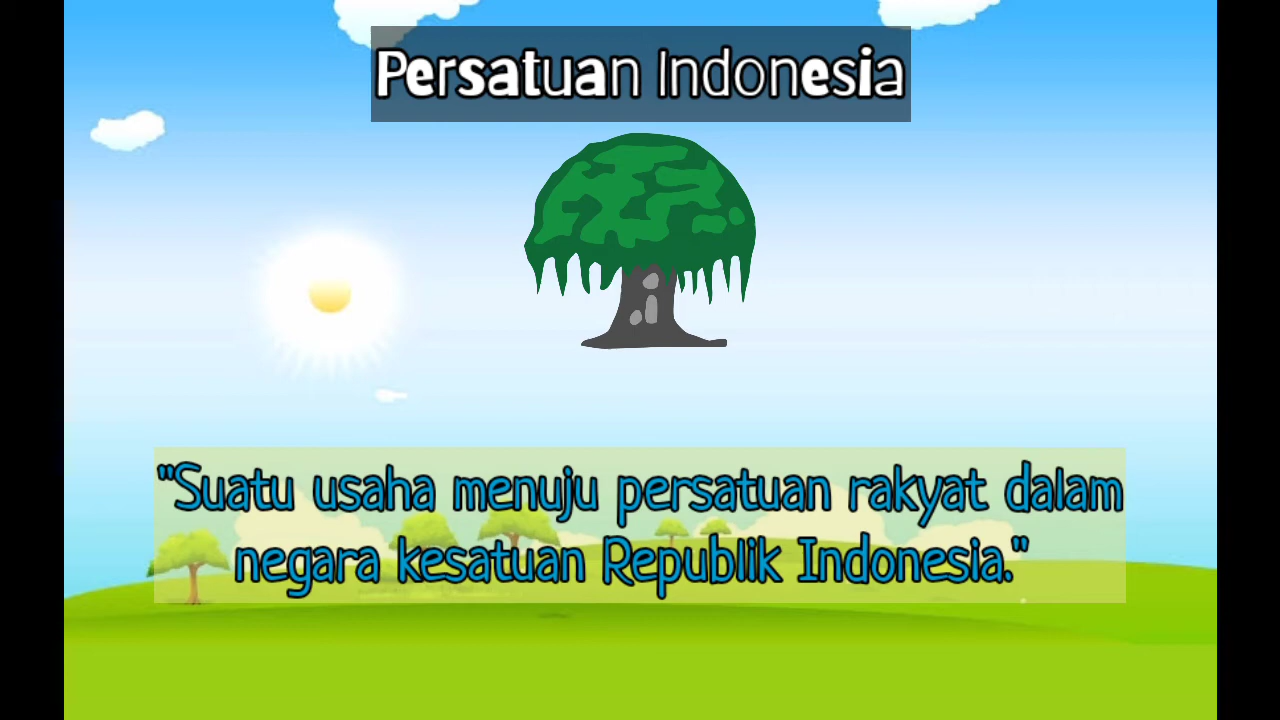 Persatuan Indonesia
"Suatu usaha menuju persatuan rakyat dalam
negara kesatuan Republik Indonesia."